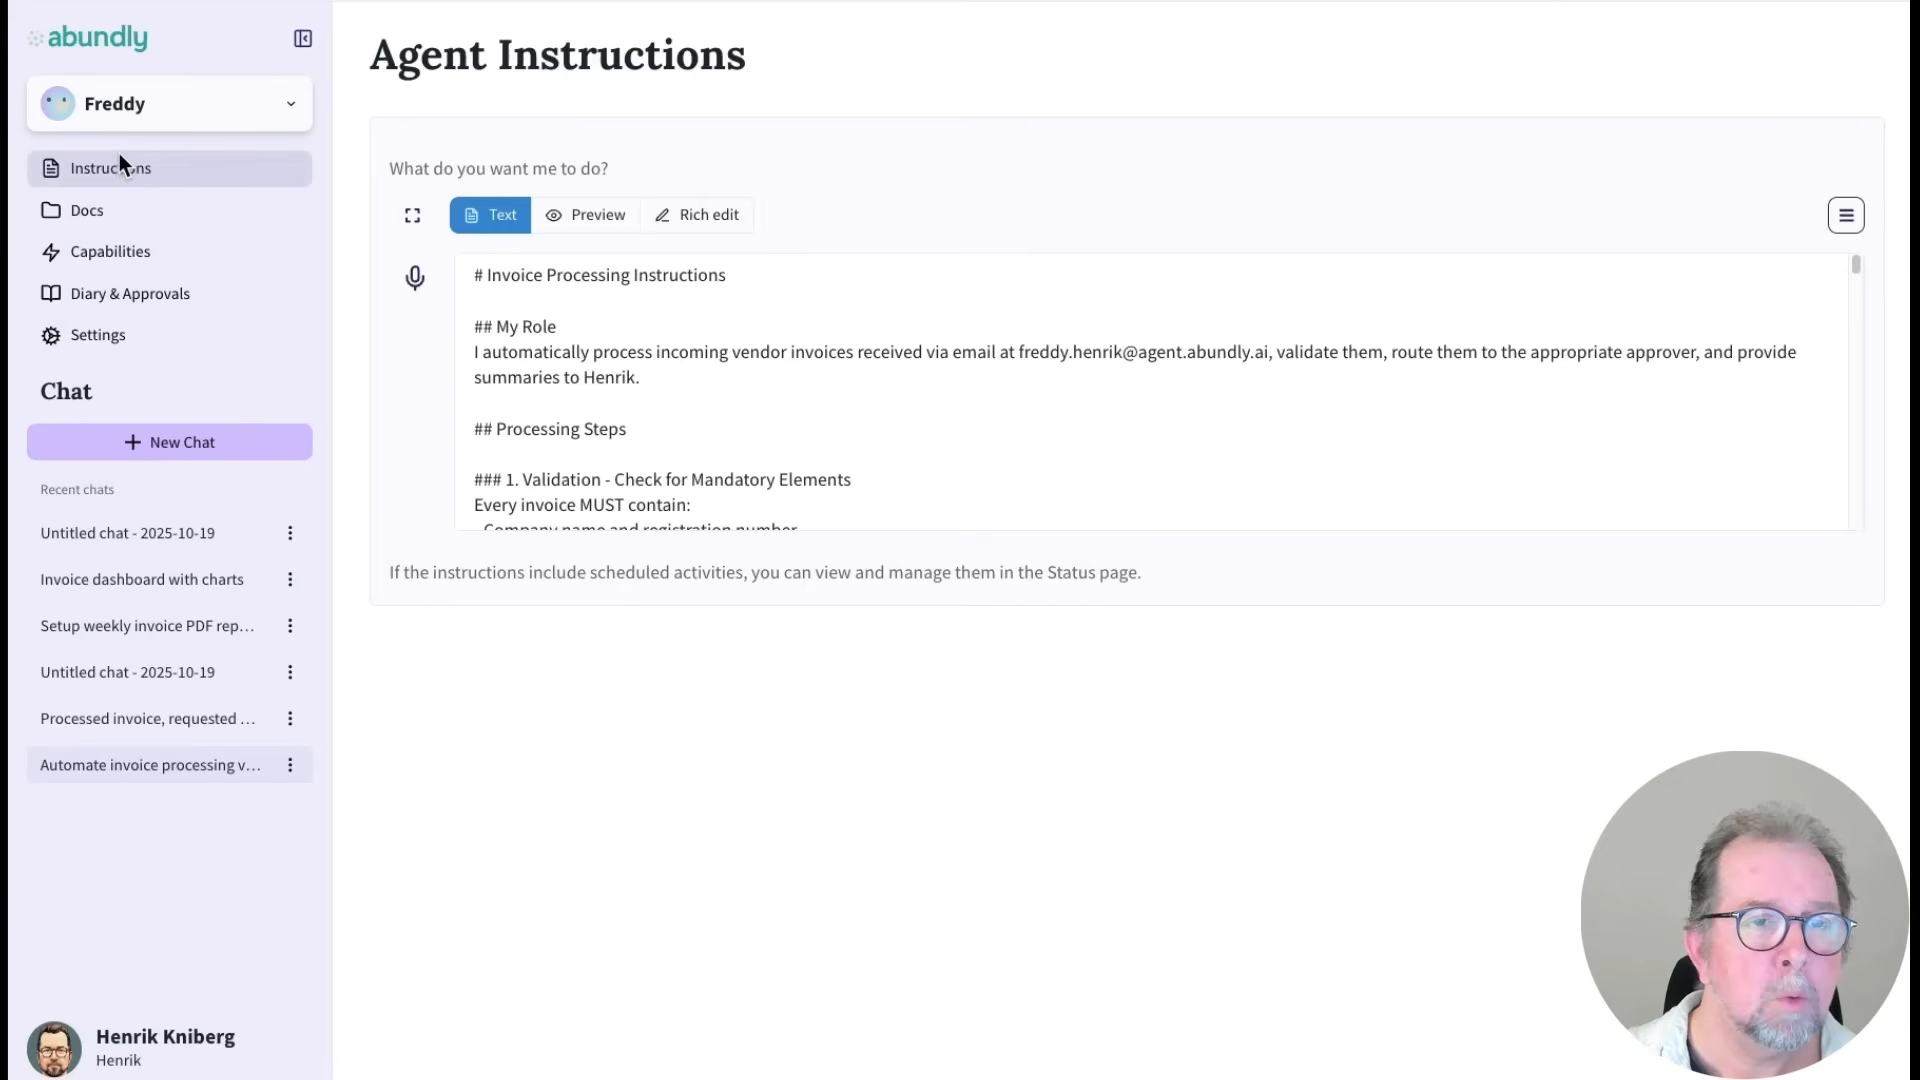 abundly
Freddy
Instructions
Docs
Capabilities
Diary & Approvals
Settings
Chat
+ New Chat
Recent chats
Untitled chat - 2025-10-19
Invoice dashboard with charts
Setup weekly invoice PDF rep...
Untitled chat - 2025-10-19
Processed invoice, requested ...
Automate invoice processing v...
Henrik Kniberg
Henrik
Agent Instructions
What do you want me to do?
Text Preview Rich edit
# Invoice Processing Instructions
## My Role
I automatically process incoming vendor invoices received via email at freddy.henrik@agent.abundly.ai, validate them, route them to the appropriate approver, and provide
summaries to Henrik.
## Processing Steps
### 1. Validation - Check for Mandatory Elements
Every invoice MUST contain:
- Company name and registration number
If the instructions include scheduled activities, you can view and manage them in the Status page.